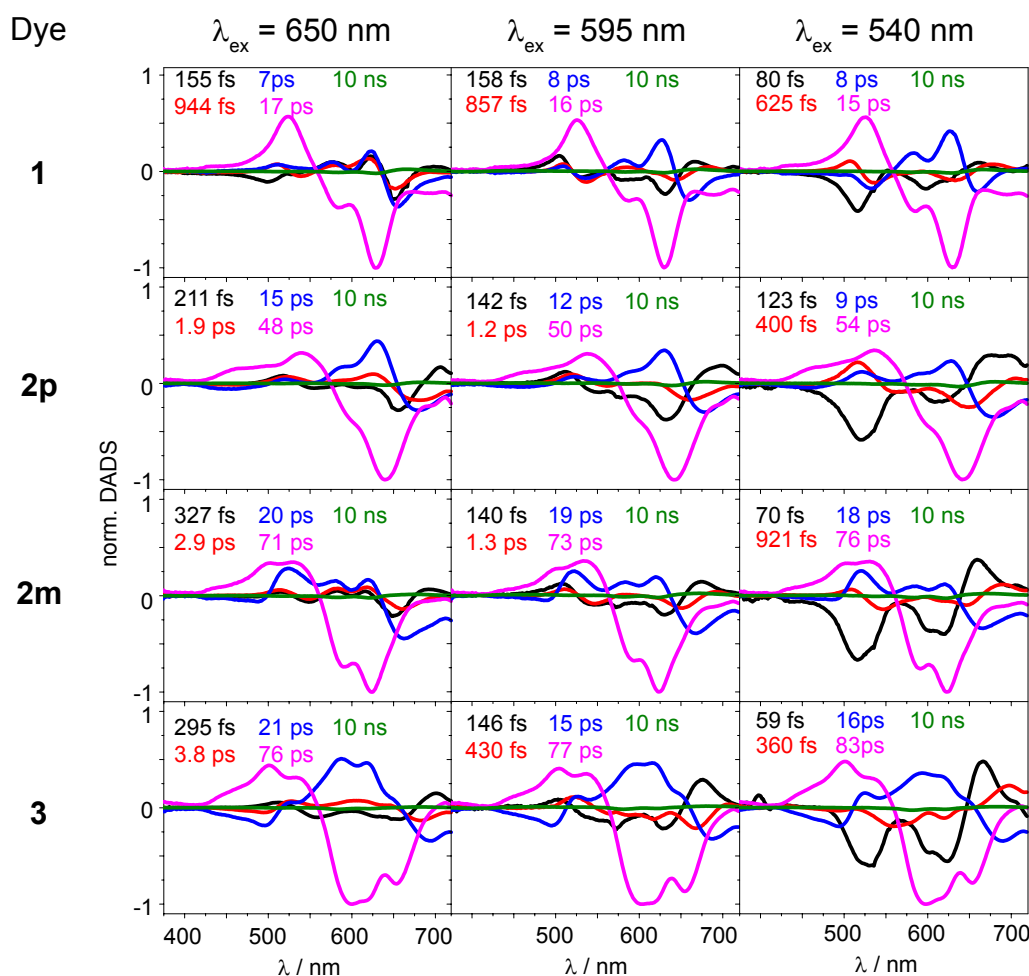 Dye λex = 650 nm λex = 595 nm λex = 540 nm
1
155 fs 7ps 10 ns
944 fs 17 ps
158 fs 8 ps 10 ns
857 fs 16 ps
80 fs 8 ps 10 ns
625 fs 15 ps
1
0
-1
2p
211 fs 15 ps 10 ns
1.9 ps 48 ps
142 fs 12 ps 10 ns
1.2 ps 50 ps
123 fs 9 ps 10 ns
400 fs 54 ps
1
0
-1
norm. DADS
2m
327 fs 20 ps 10 ns
2.9 ps 71 ps
140 fs 19 ps 10 ns
1.3 ps 73 ps
70 fs 18 ps 10 ns
921 fs 76 ps
1
0
-1
3
295 fs 21 ps 10 ns
3.8 ps 76 ps
146 fs 15 ps 10 ns
430 fs 77 ps
59 fs 16ps 10 ns
360 fs 83ps
1
0
-1
400 500 600 700 500 600 700 500 600 700
λ / nm λ / nm λ / nm